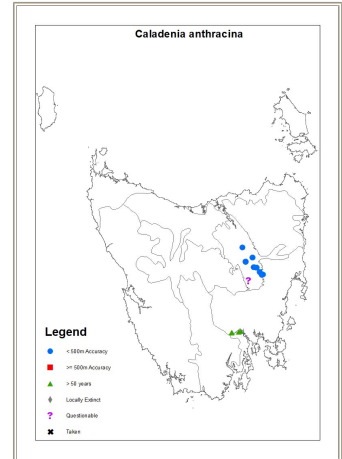 Caladenia anthracina
?
Legend
< 500m Accuracy
>= 500m Accuracy
> 50 years
Locally Extinct
? Questionable
Taken